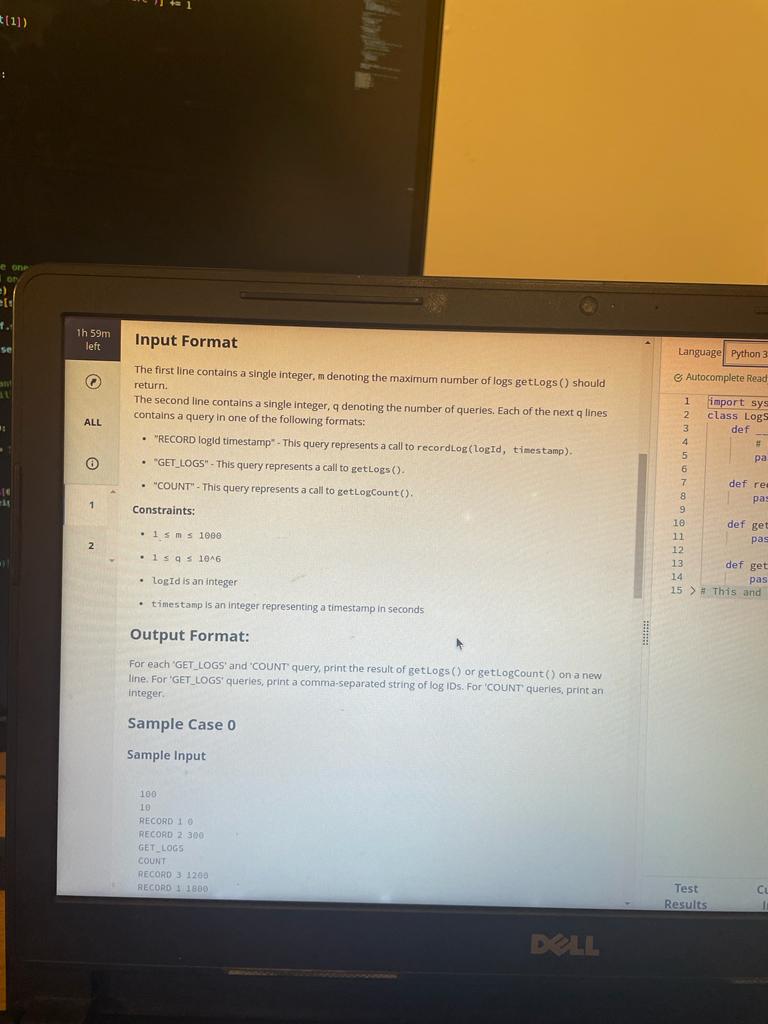 ')] += 1
t[1])
:
e one
e[s
f.
se
1h 59m
left
ALL
1
2
Input Format
The first line contains a single integer, m denoting the maximum number of logs getLogs() should
return.
The second line contains a single integer, q denoting the number of queries. Each of the next q lines
contains a query in one of the following formats:
• "RECORD logId timestamp" - This query represents a call to recordLog(logId, timestamp).
• "GET_LOGS" - This query represents a call to getLogs().
• "COUNT" - This query represents a call to getLogCount().
Constraints:
• 1 ≤ m ≤ 1000
• 1 ≤ q ≤ 10^6
• logId is an integer
• timestamp is an integer representing a timestamp in seconds
Output Format:
For each 'GET_LOGS' and 'COUNT' query, print the result of getLogs() or getLogCount() on a new
line. For 'GET_LOGS' queries, print a comma-separated string of log IDs. For 'COUNT' queries, print an
integer.
Sample Case 0
Sample Input
100
10
RECORD 1 0
RECORD 2 300
GET_LOGS
COUNT
RECORD 3 1200
RECORD 1 1800
Language Python 3
Autocomplete Read
1 import sys
2 class LogS
3 def __
4 #
5 pa
6
7 def rec
8 pas
9
10 def get
11 pas
12
13 def get
14 pas
15 > # This and
Test
Results
Cu
DELL